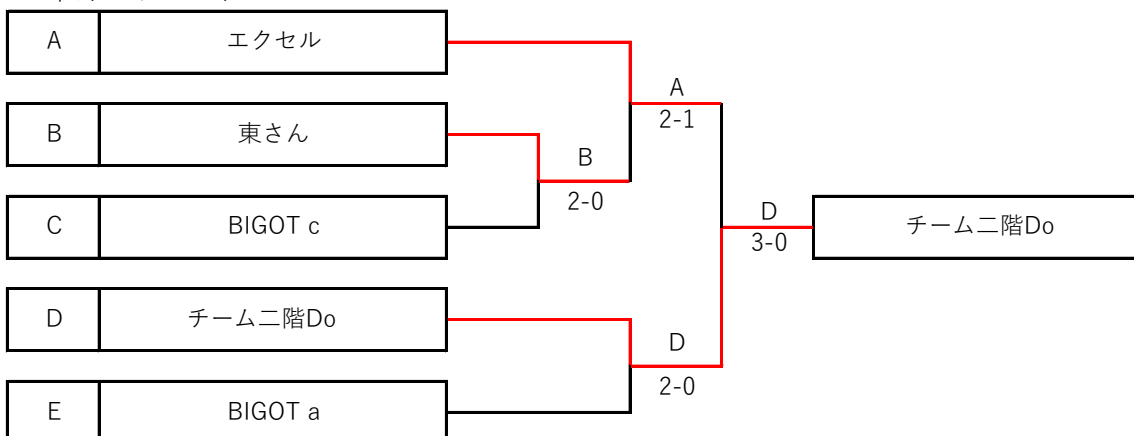 A エクセル
A
2-1
B 東さん
B
2-0
C BIGOT c
D
3-0
チーム二階Do
D チーム二階Do
D
2-0
E BIGOT a